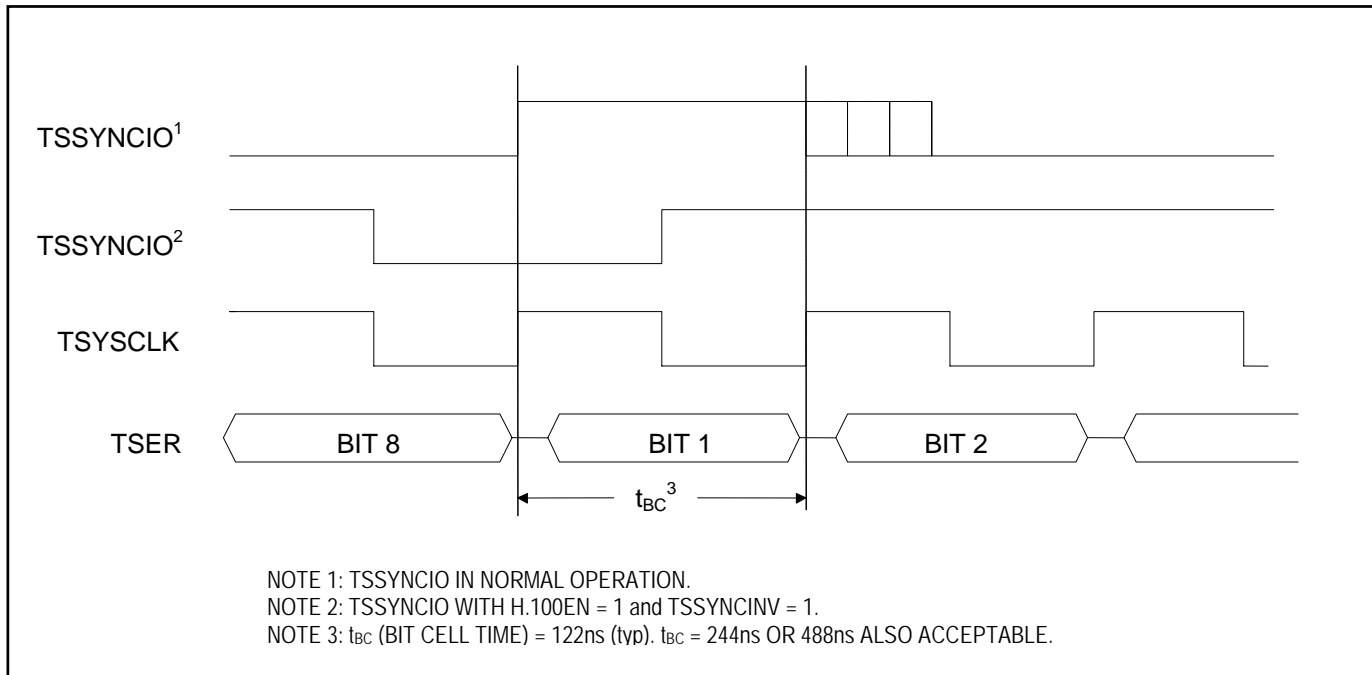 TSSYNCIO¹
TSSYNCIO²
TSYSCLK
TSER
BIT 8
BIT 1
BIT 2
tBC³
NOTE 1: TSSYNCIO IN NORMAL OPERATION.
NOTE 2: TSSYNCIO WITH H.100EN = 1 and TSSYNCINV = 1.
NOTE 3: tBC (BIT CELL TIME) = 122ns (typ). tBC = 244ns OR 488ns ALSO ACCEPTABLE.